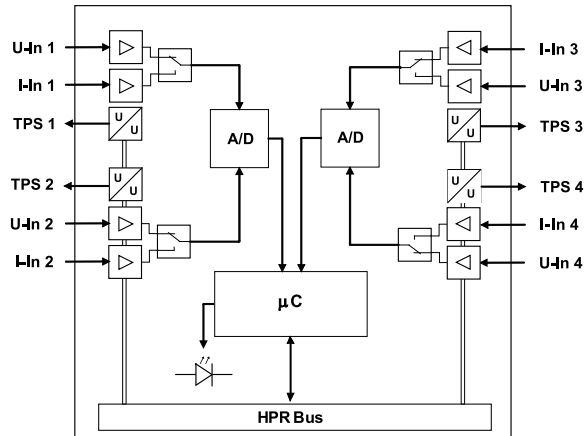 U-In 1
I-In 1
TPS 1
U
U
TPS 2
U
U
U-In 2
I-In 2
A/D
A/D
I-In 3
U-In 3
U
U
TPS 3
U
U
TPS 4
I-In 4
U-In 4
μC
HPR Bus